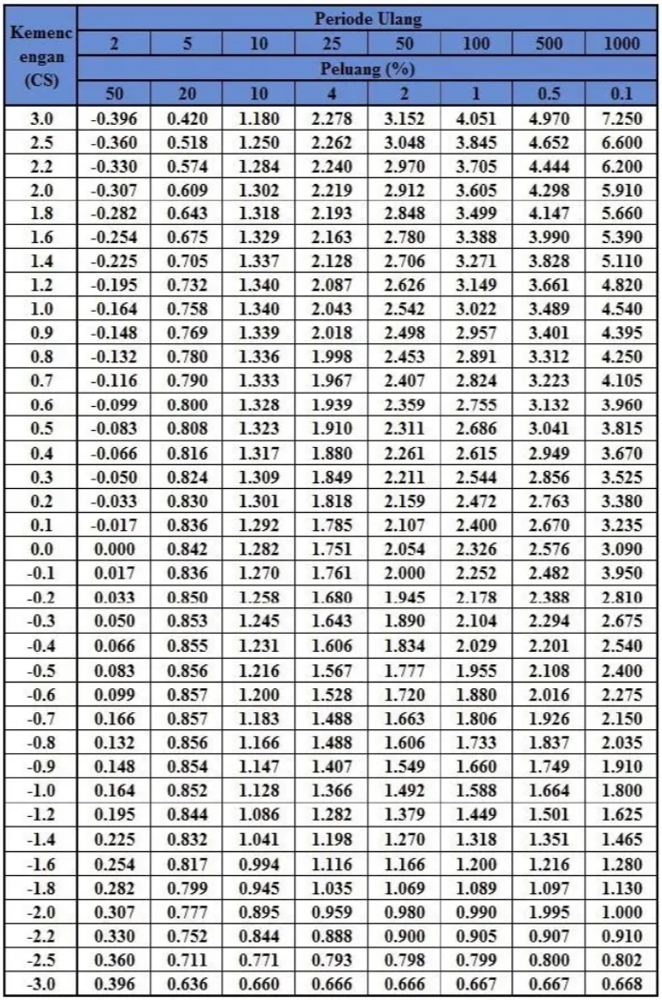 Kemenc
engan
(CS)
Periode Ulang
2 5 10 25 50 100 500 1000
Peluang (%)
50 20 10 4 2 1 0.5 0.1
3.0 -0.396 0.420 1.180 2.278 3.152 4.051 4.970 7.250
2.5 -0.360 0.518 1.250 2.262 3.048 3.845 4.652 6.600
2.2 -0.330 0.574 1.284 2.240 2.970 3.705 4.444 6.200
2.0 -0.307 0.609 1.302 2.219 2.912 3.605 4.298 5.910
1.8 -0.282 0.643 1.318 2.193 2.848 3.499 4.147 5.660
1.6 -0.254 0.675 1.329 2.163 2.780 3.388 3.990 5.390
1.4 -0.225 0.705 1.337 2.128 2.706 3.271 3.828 5.110
1.2 -0.195 0.732 1.340 2.087 2.626 3.149 3.661 4.820
1.0 -0.164 0.758 1.340 2.043 2.542 3.022 3.489 4.540
0.9 -0.148 0.769 1.339 2.018 2.498 2.957 3.401 4.395
0.8 -0.132 0.780 1.336 1.998 2.453 2.891 3.312 4.250
0.7 -0.116 0.790 1.333 1.967 2.407 2.824 3.223 4.105
0.6 -0.099 0.800 1.328 1.939 2.359 2.755 3.132 3.960
0.5 -0.083 0.808 1.323 1.910 2.311 2.686 3.041 3.815
0.4 -0.066 0.816 1.317 1.880 2.261 2.615 2.949 3.670
0.3 -0.050 0.824 1.309 1.849 2.211 2.544 2.856 3.525
0.2 -0.033 0.830 1.301 1.818 2.159 2.472 2.763 3.380
0.1 -0.017 0.836 1.292 1.785 2.107 2.400 2.670 3.235
0.0 0.000 0.842 1.282 1.751 2.054 2.326 2.576 3.090
-0.1 0.017 0.836 1.270 1.761 2.000 2.252 2.482 3.950
-0.2 0.033 0.850 1.258 1.680 1.945 2.178 2.388 2.810
-0.3 0.050 0.853 1.245 1.643 1.890 2.104 2.294 2.675
-0.4 0.066 0.855 1.231 1.606 1.834 2.029 2.201 2.540
-0.5 0.083 0.856 1.216 1.567 1.777 1.955 2.108 2.400
-0.6 0.099 0.857 1.200 1.528 1.720 1.880 2.016 2.275
-0.7 0.166 0.857 1.183 1.488 1.663 1.806 1.926 2.150
-0.8 0.132 0.856 1.166 1.488 1.606 1.733 1.837 2.035
-0.9 0.148 0.854 1.147 1.407 1.549 1.660 1.749 1.910
-1.0 0.164 0.852 1.128 1.366 1.492 1.588 1.664 1.800
-1.2 0.195 0.844 1.086 1.282 1.379 1.449 1.501 1.625
-1.4 0.225 0.832 1.041 1.198 1.270 1.318 1.351 1.465
-1.6 0.254 0.817 0.994 1.116 1.166 1.200 1.216 1.280
-1.8 0.282 0.799 0.945 1.035 1.069 1.089 1.097 1.130
-2.0 0.307 0.777 0.895 0.959 0.980 0.990 1.995 1.000
-2.2 0.330 0.752 0.844 0.888 0.900 0.905 0.907 0.910
-2.5 0.360 0.711 0.771 0.793 0.798 0.799 0.800 0.802
-3.0 0.396 0.636 0.660 0.666 0.666 0.667 0.667 0.668